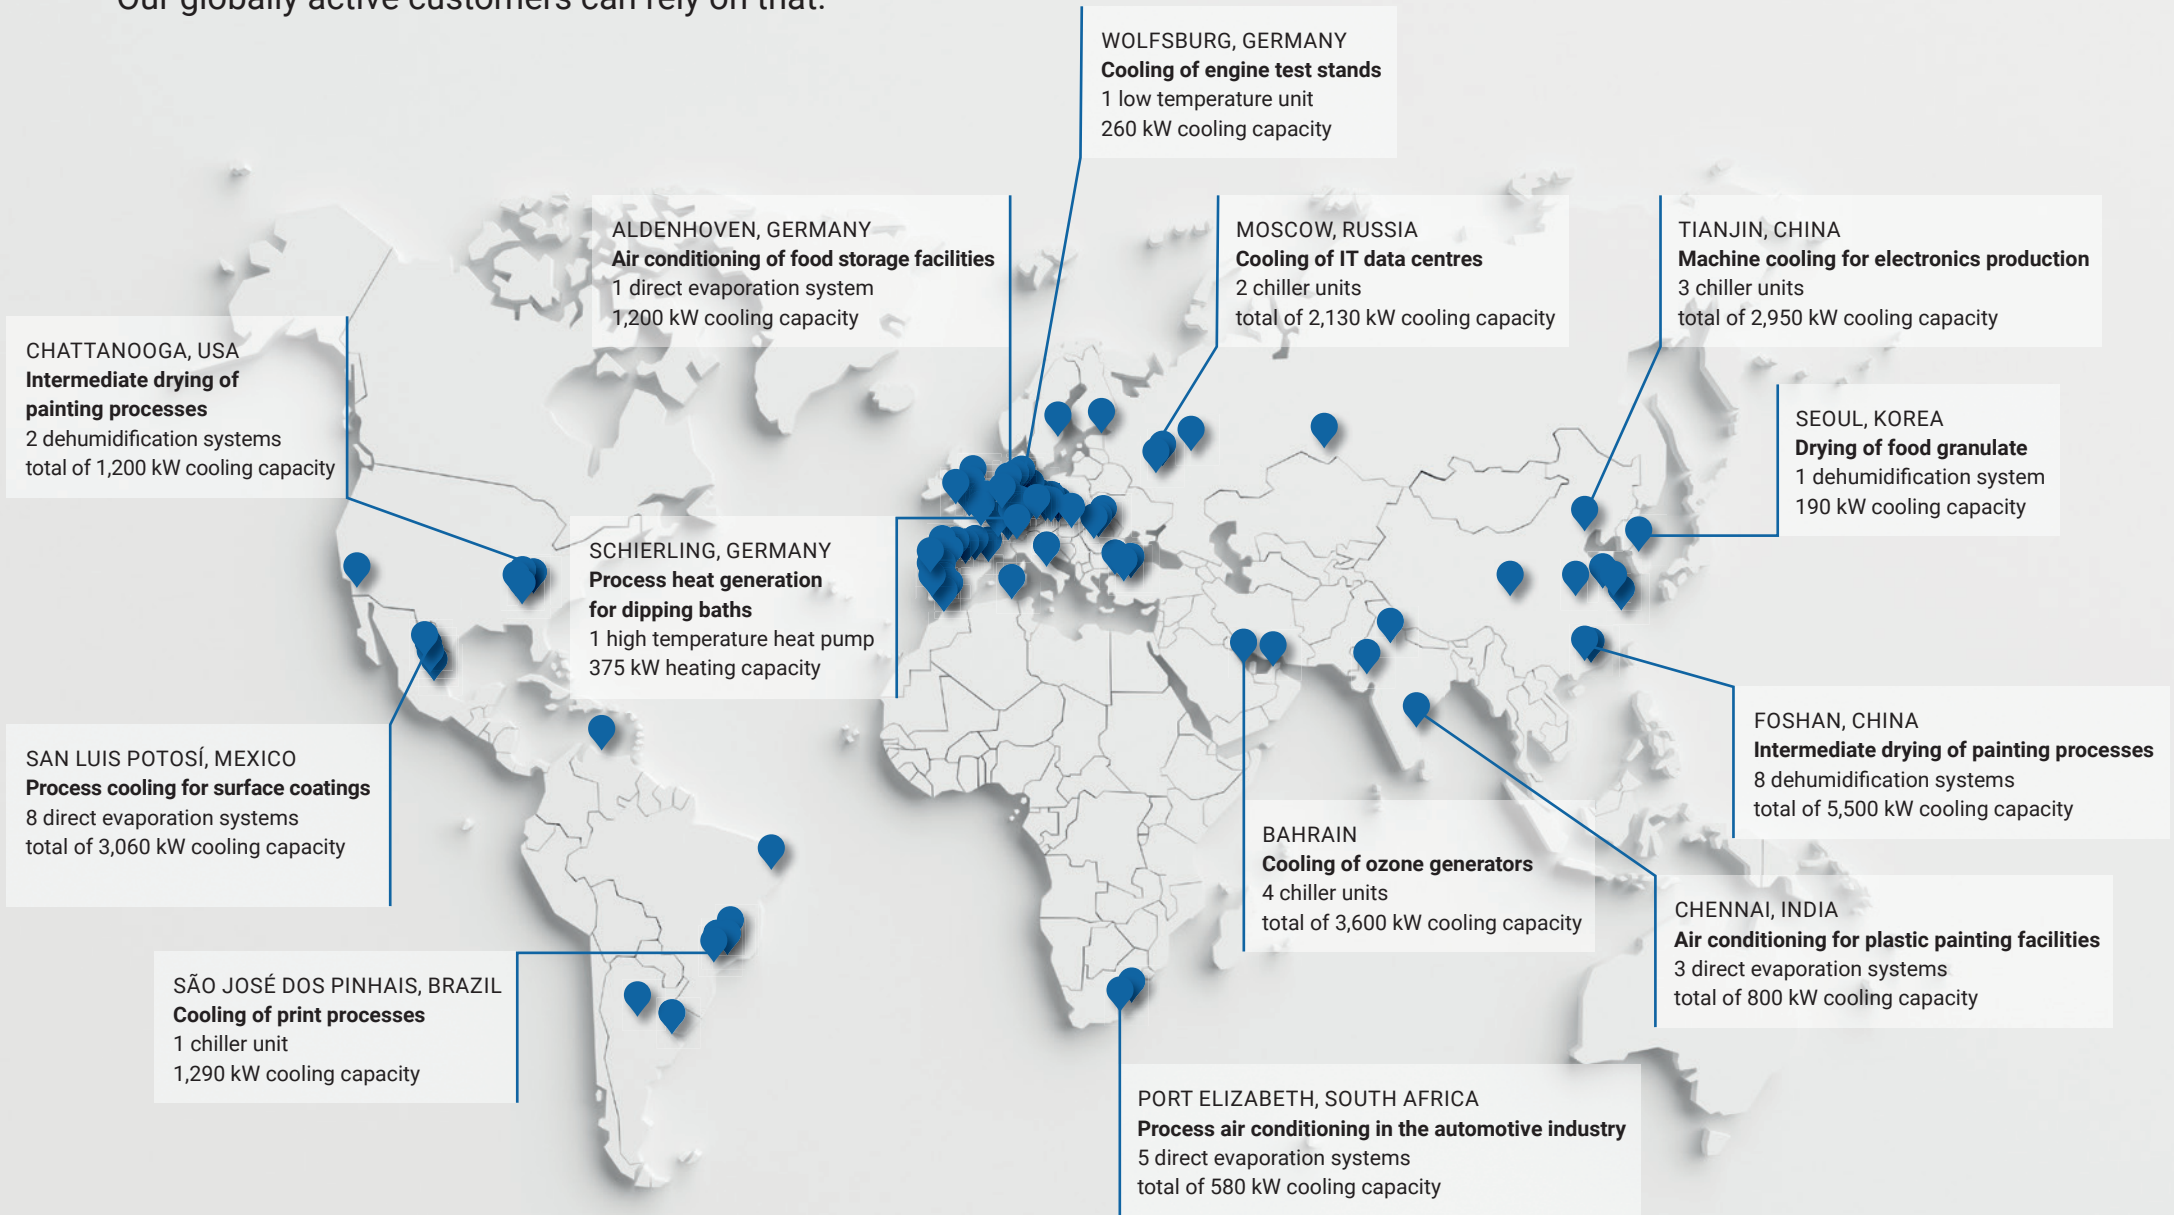 Our globally active customers can rely on that.
WOLFSBURG, GERMANY
Cooling of engine test stands
1 low temperature unit
260 kW cooling capacity
ALDENHOVEN, GERMANY
Air conditioning of food storage facilities
1 direct evaporation system
1,200 kW cooling capacity
MOSCOW, RUSSIA
Cooling of IT data centres
2 chiller units
total of 2,130 kW cooling capacity
TIANJIN, CHINA
Machine cooling for electronics production
3 chiller units
total of 2,950 kW cooling capacity
CHATTANOOGA, USA
Intermediate drying of
painting processes
2 dehumidification systems
total of 1,200 kW cooling capacity
SEOUL, KOREA
Drying of food granulate
1 dehumidification system
190 kW cooling capacity
SCHIERLING, GERMANY
Process heat generation
for dipping baths
1 high temperature heat pump
375 kW heating capacity
FOSHAN, CHINA
Intermediate drying of painting processes
8 dehumidification systems
total of 5,500 kW cooling capacity
SAN LUIS POTOSÍ, MEXICO
Process cooling for surface coatings
8 direct evaporation systems
total of 3,060 kW cooling capacity
BAHRAIN
Cooling of ozone generators
4 chiller units
total of 3,600 kW cooling capacity
CHENNAI, INDIA
Air conditioning for plastic painting facilities
3 direct evaporation systems
total of 800 kW cooling capacity
SÃO JOSÉ DOS PINHAIS, BRAZIL
Cooling of print processes
1 chiller unit
1,290 kW cooling capacity
PORT ELIZABETH, SOUTH AFRICA
Process air conditioning in the automotive industry
5 direct evaporation systems
total of 580 kW cooling capacity